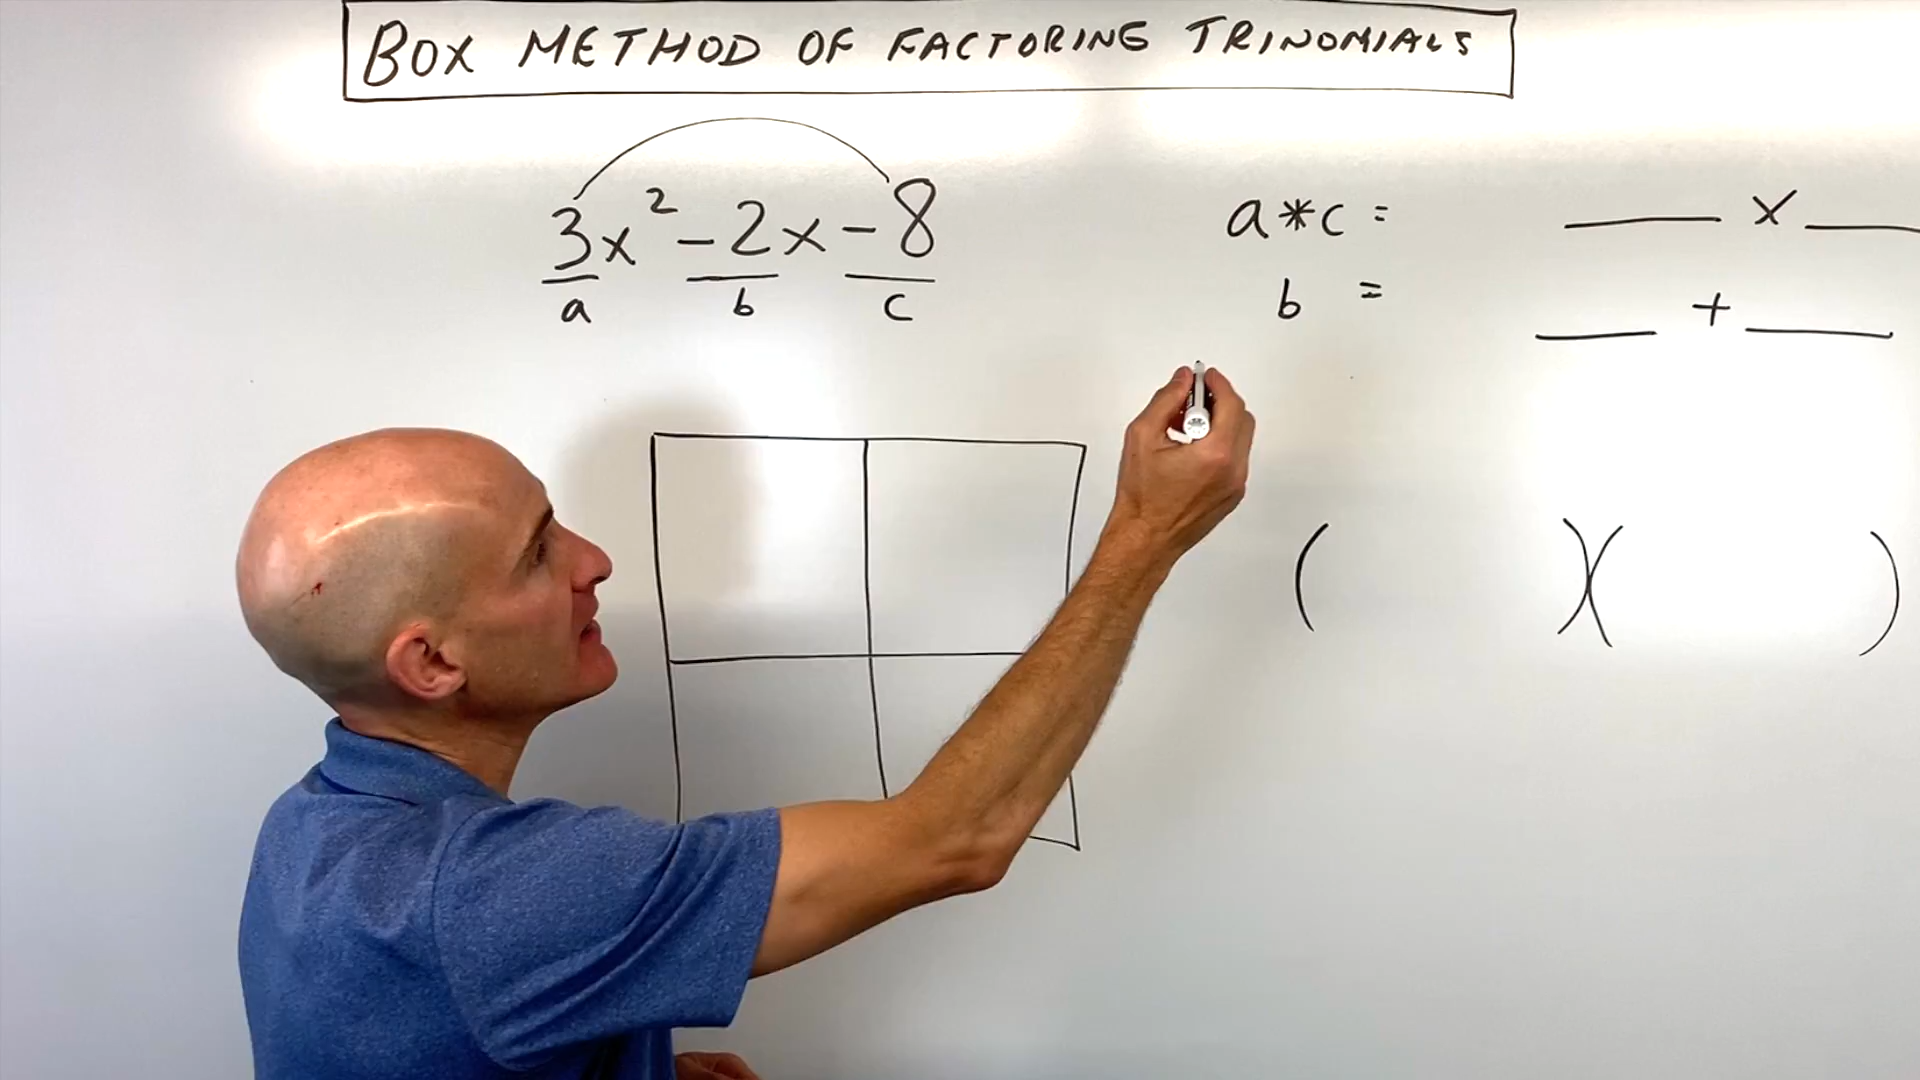 BOX METHOD OF FACTORING TRINOMIALS
3x² - 2x - 8
a b c
a * c = ___ x ___
b = ___ + ___
( )( )